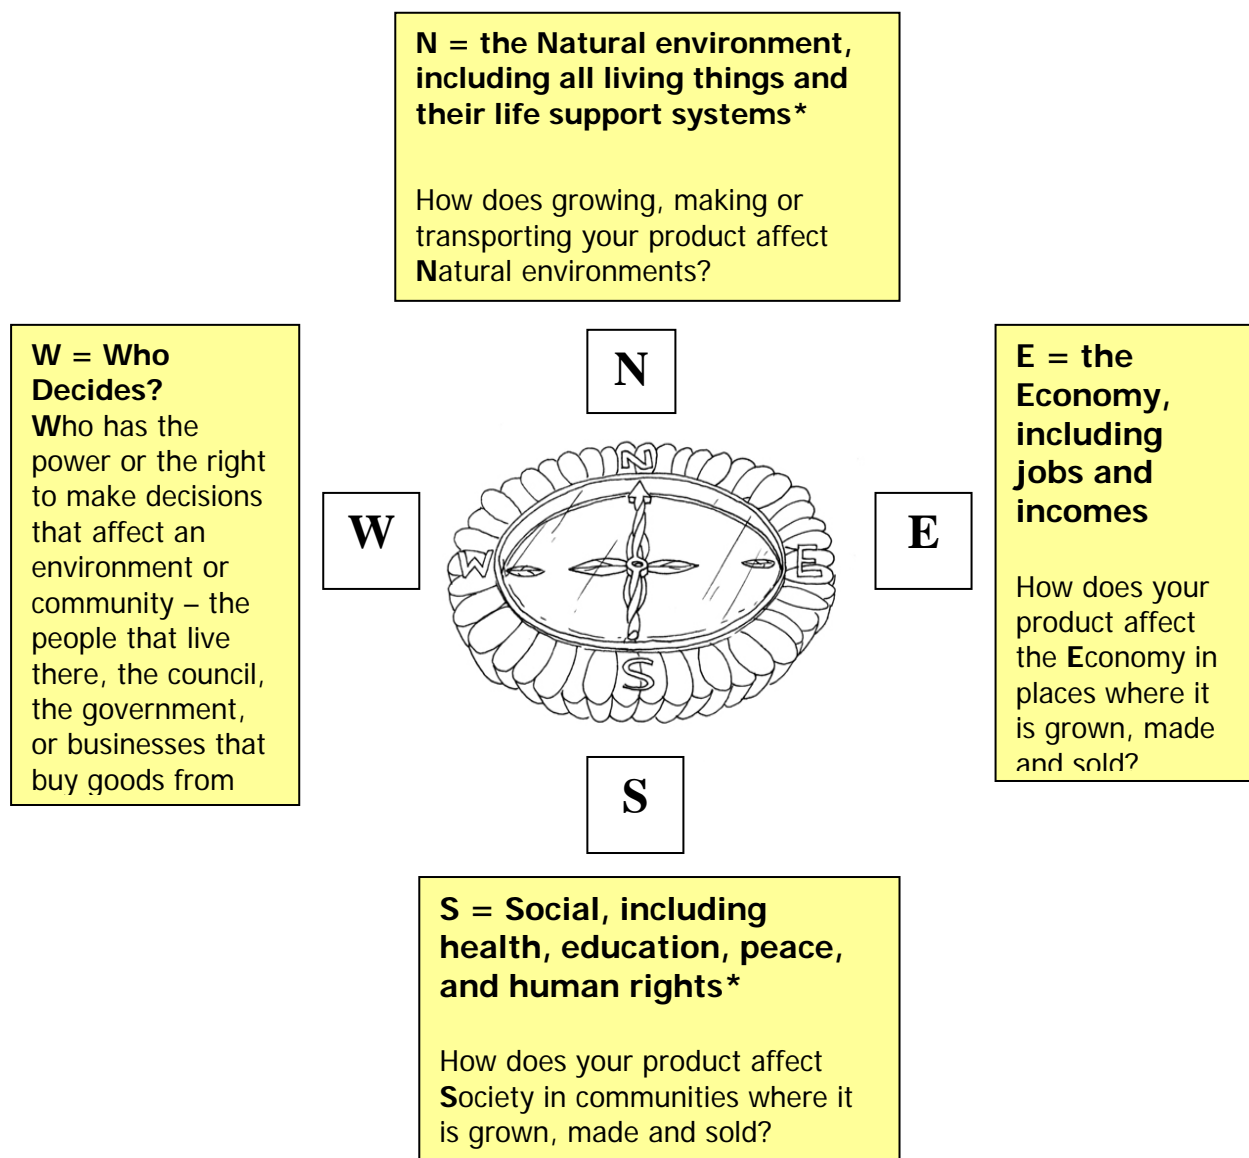 N = the Natural environment,
including all living things and
their life support systems*
How does growing, making or
transporting your product affect
Natural environments?
W = Who
Decides?
Who has the
power or the right
to make decisions
that affect an
environment or
community – the
people that live
there, the council,
the government,
or businesses that
buy goods from
N
W
E
S
N
W
E
S
E = the
Economy,
including
jobs and
incomes
How does your
product affect
the Economy in
places where it
is grown, made
and sold?
S = Social, including
health, education, peace,
and human rights*
How does your product affect
Society in communities where it
is grown, made and sold?